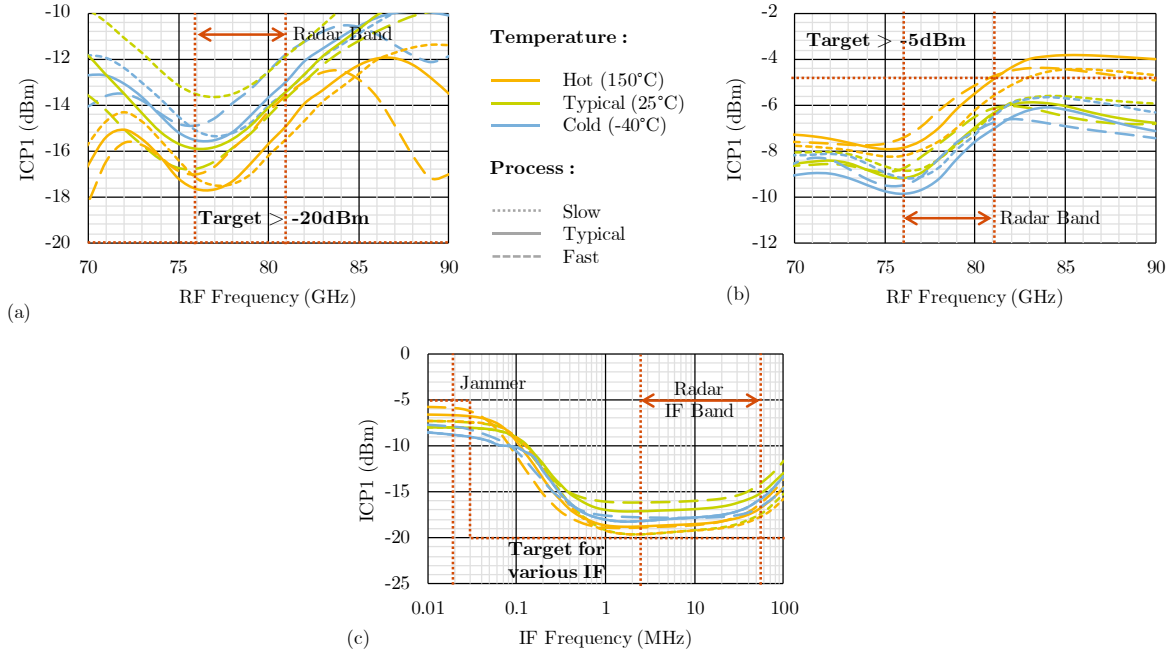 -10
-12
-14
-16
-18
-20
ICP1 (dBm)
Radar Band
Target > -20dBm
70
75
80
85
90
RF Frequency (GHz)
(a)
Temperature :
Hot (150°C)
Typical (25°C)
Cold (-40°C)
Process :
Slow
Typical
Fast
-2
-4
-6
-8
-10
-12
ICP1 (dBm)
Target > -5dBm
Radar Band
70
75
80
85
90
RF Frequency (GHz)
(b)
0
-5
-10
-15
-20
-25
ICP1 (dBm)
Jammer
Radar
IF Band
Target for
various IF
0.01
0.1
1
10
100
IF Frequency (MHz)
(c)